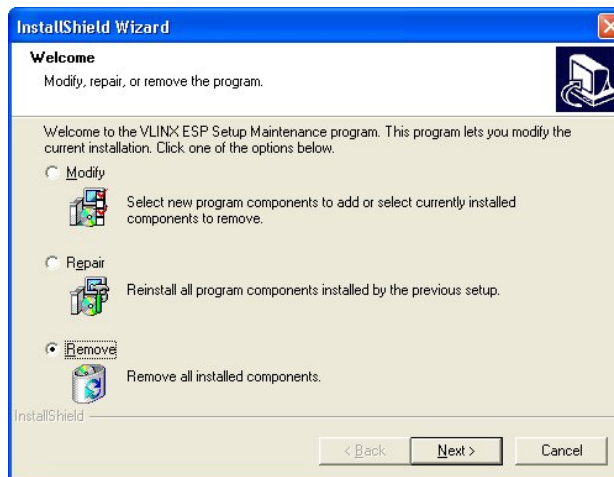 InstallShield Wizard
Welcome
Modify, repair, or remove the program.
Welcome to the VLINX ESP Setup Maintenance program. This program lets you modify the
current installation. Click one of the options below.
Modify
Select new program components to add or select currently installed
components to remove.
Repair
Reinstall all program components installed by the previous setup.
Remove
Remove all installed components.
InstallShield
< Back Next > Cancel